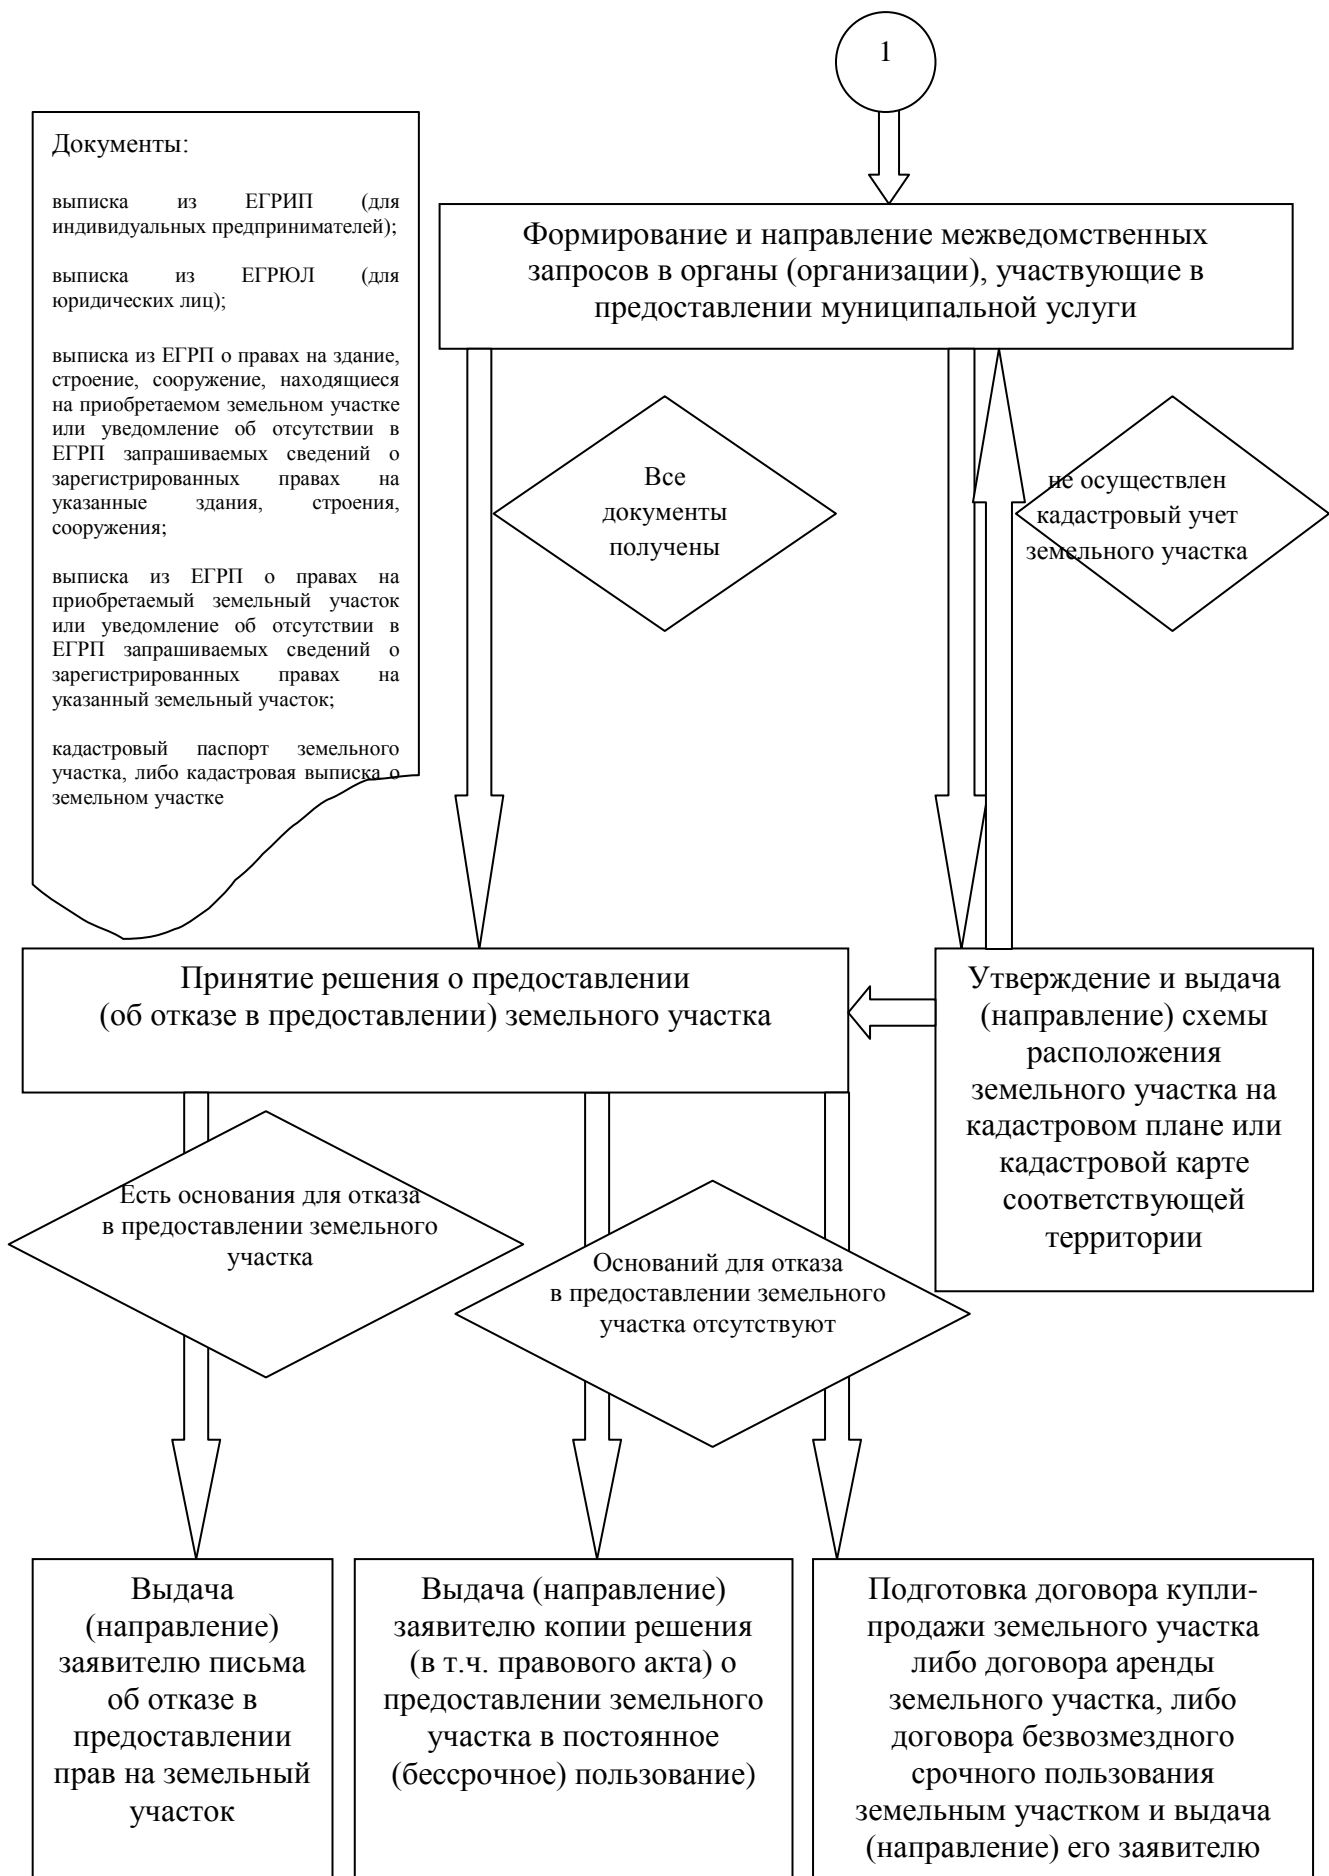 1
Документы:
выписка из ЕГРИП (для
индивидуальных предпринимателей);
выписка из ЕГРЮЛ (для
юридических лиц);
выписка из ЕГРП о правах на здание,
строение, сооружение, находящиеся
на приобретаемом земельном участке
или уведомление об отсутствии в
ЕГРП запрашиваемых сведений о
зарегистрированных правах на
указанные здания, строения,
сооружения;
выписка из ЕГРП о правах на
приобретаемый земельный участок
или уведомление об отсутствии в
ЕГРП запрашиваемых сведений о
зарегистрированных правах на
указанный земельный участок;
кадастровый паспорт земельного
участка, либо кадастровая выписка о
земельном участке
Формирование и направление межведомственных
запросов в органы (организации), участвующие в
предоставлении муниципальной услуги
Все
документы
получены
не осуществлен
кадастровый учет
земельного участка
Принятие решения о предоставлении
(об отказе в предоставлении) земельного участка
Утверждение и выдача
(направление) схемы
расположения
земельного участка на
кадастровом плане или
кадастровой карте
соответствующей
территории
Есть основания для отказа
в предоставлении земельного
участка
Оснований для отказа
в предоставлении земельного
участка отсутствуют
Выдача
(направление)
заявителю письма
об отказе в
предоставлении
прав на земельный
участок
Выдача (направление)
заявителю копии решения
(в т.ч. правового акта) о
предоставлении земельного
участка в постоянное
(бессрочное) пользование)
Подготовка договора купли-
продажи земельного участка
либо договора аренды
земельного участка, либо
договора безвозмездного
срочного пользования
земельным участком и выдача
(направление) его заявителю